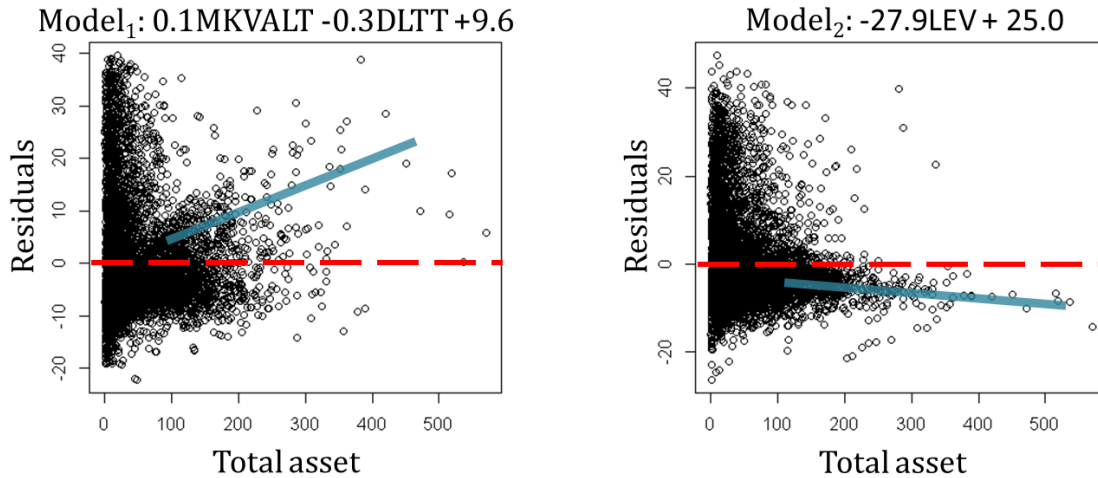 Model₁: 0.1MKVALT -0.3DLTT +9.6
40
30
20
10
0
-10
-20
Residuals
0 100 200 300 400 500
Total asset
Model₂: -27.9LEV + 25.0
40
20
0
-20
Residuals
0 100 200 300 400 500
Total asset